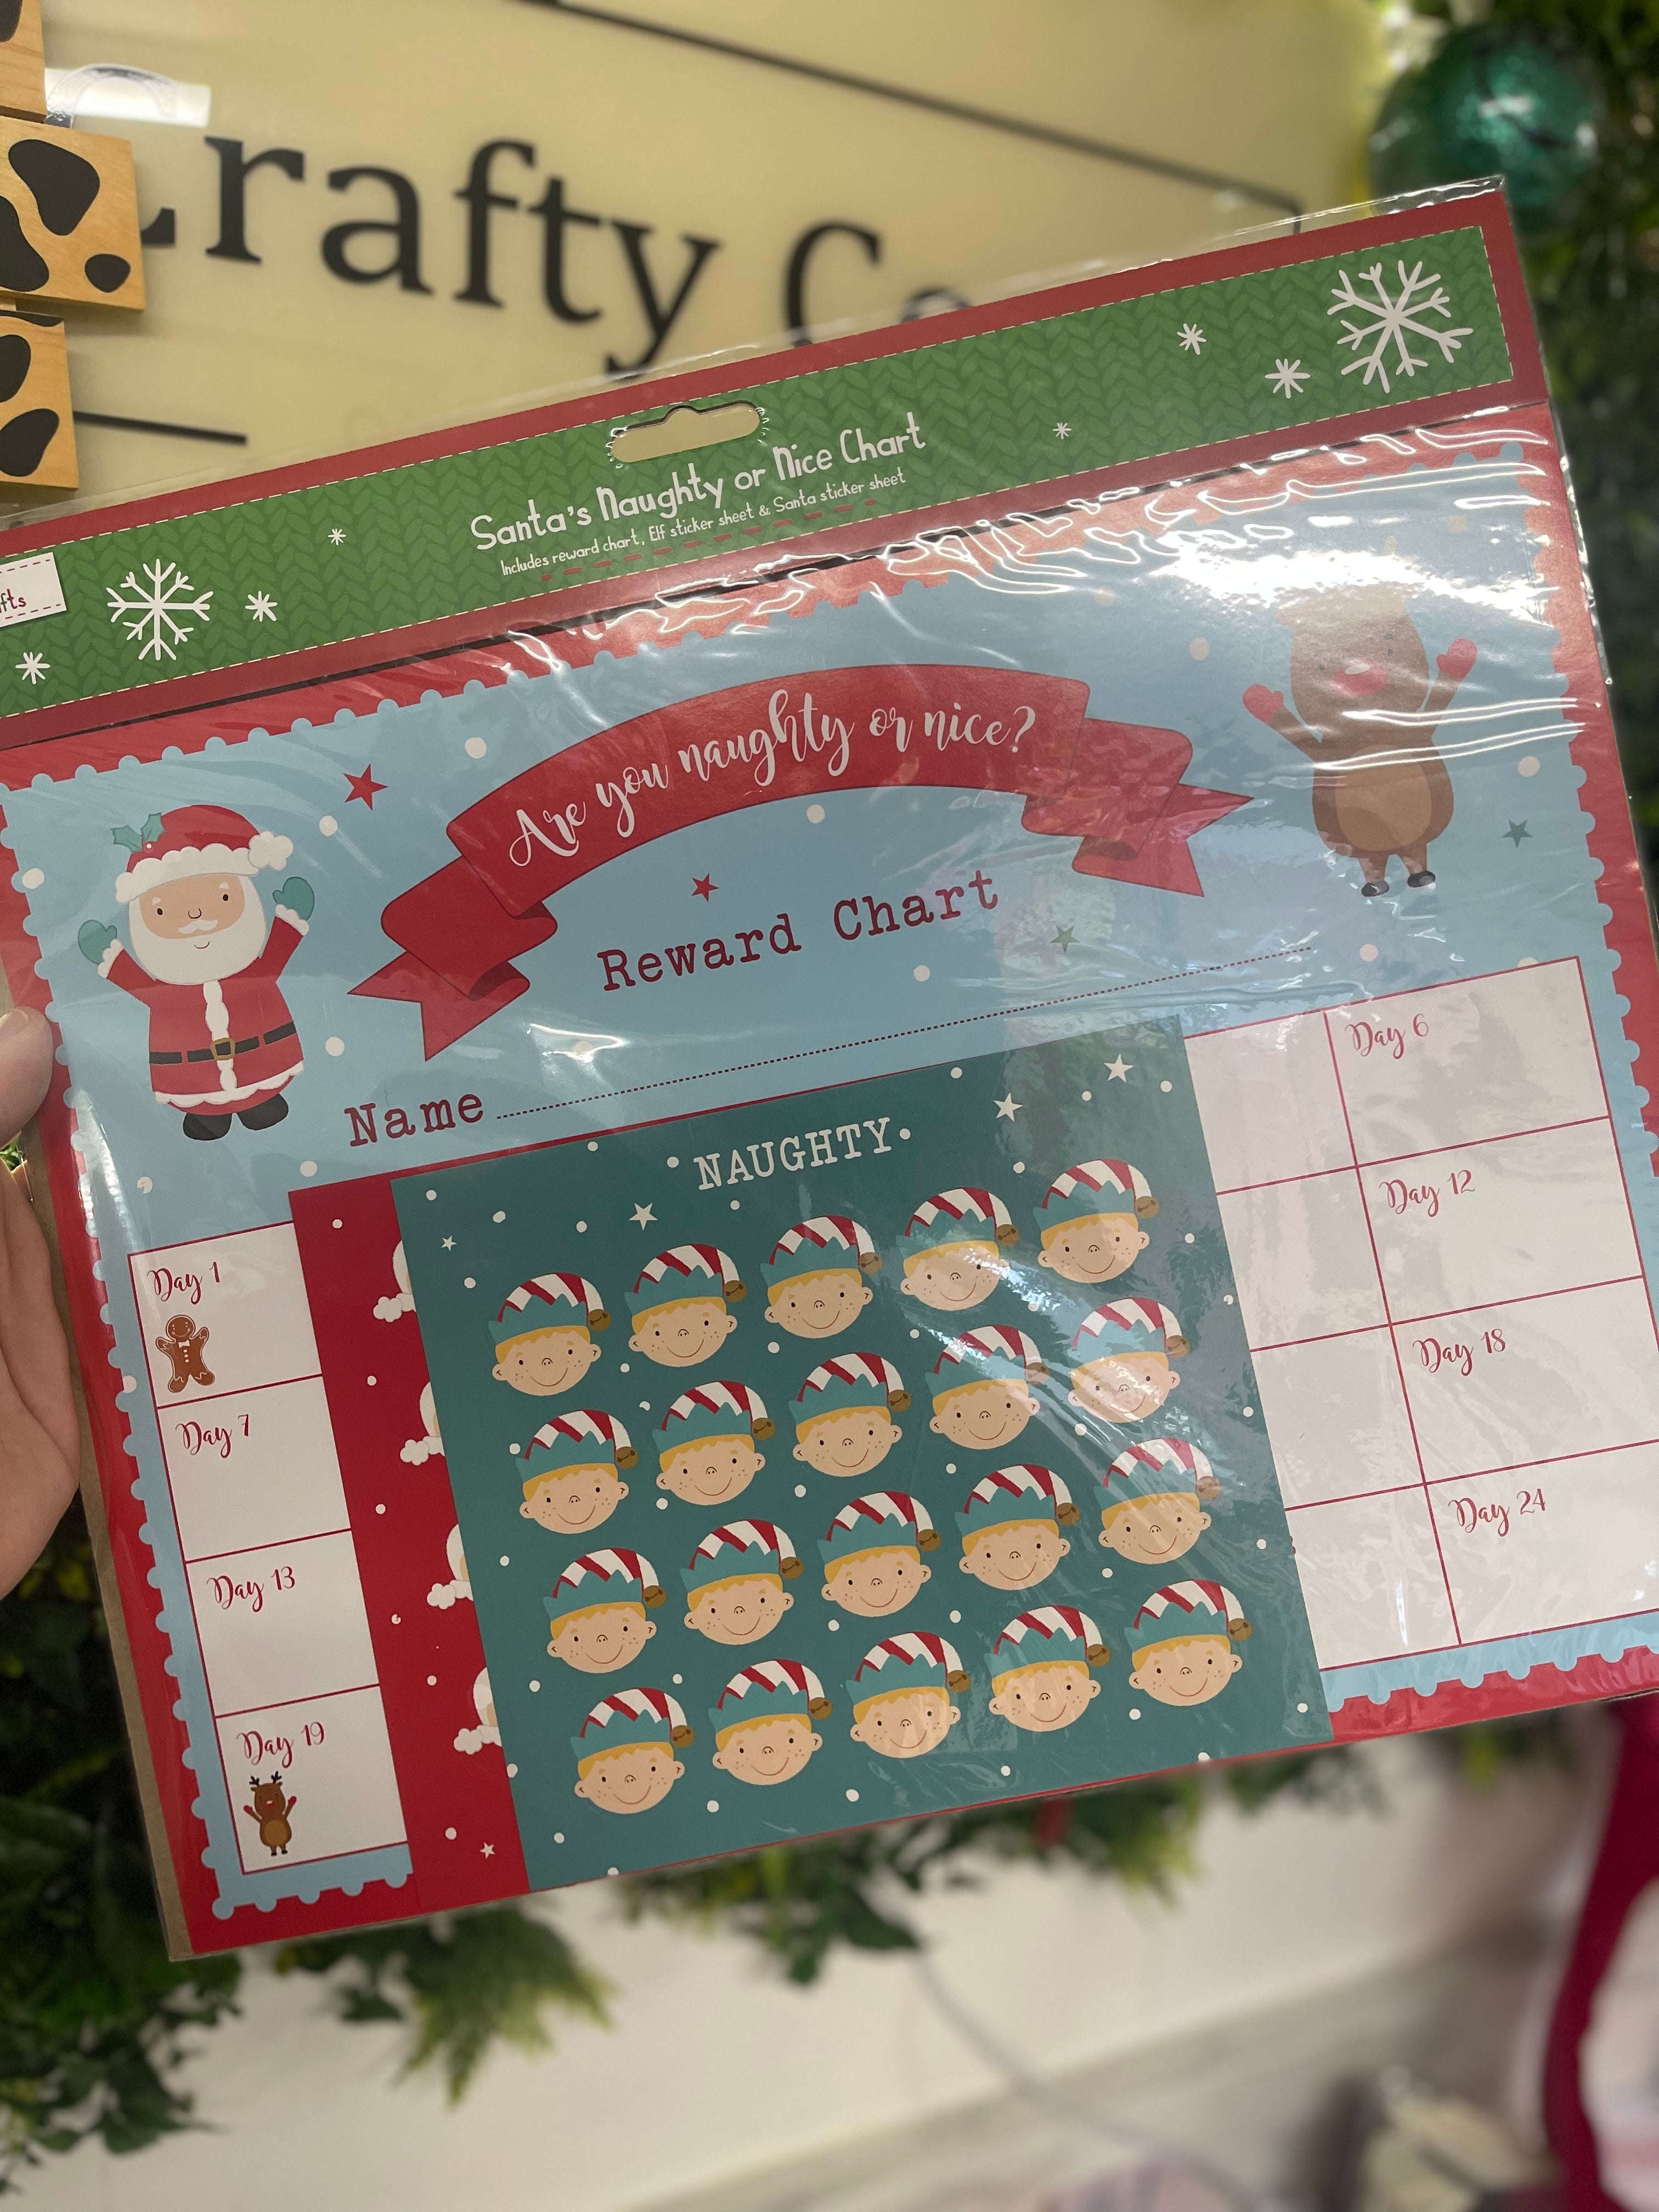 Crafty Co
Santa's Naughty or Nice Chart
Includes reward chart, Elf sticker sheet & Santa sticker sheet
Are you naughty or nice?
Reward Chart
Name
NAUGHTY
Day 1
Day 6
Day 7
Day 12
Day 13
Day 18
Day 19
Day 24